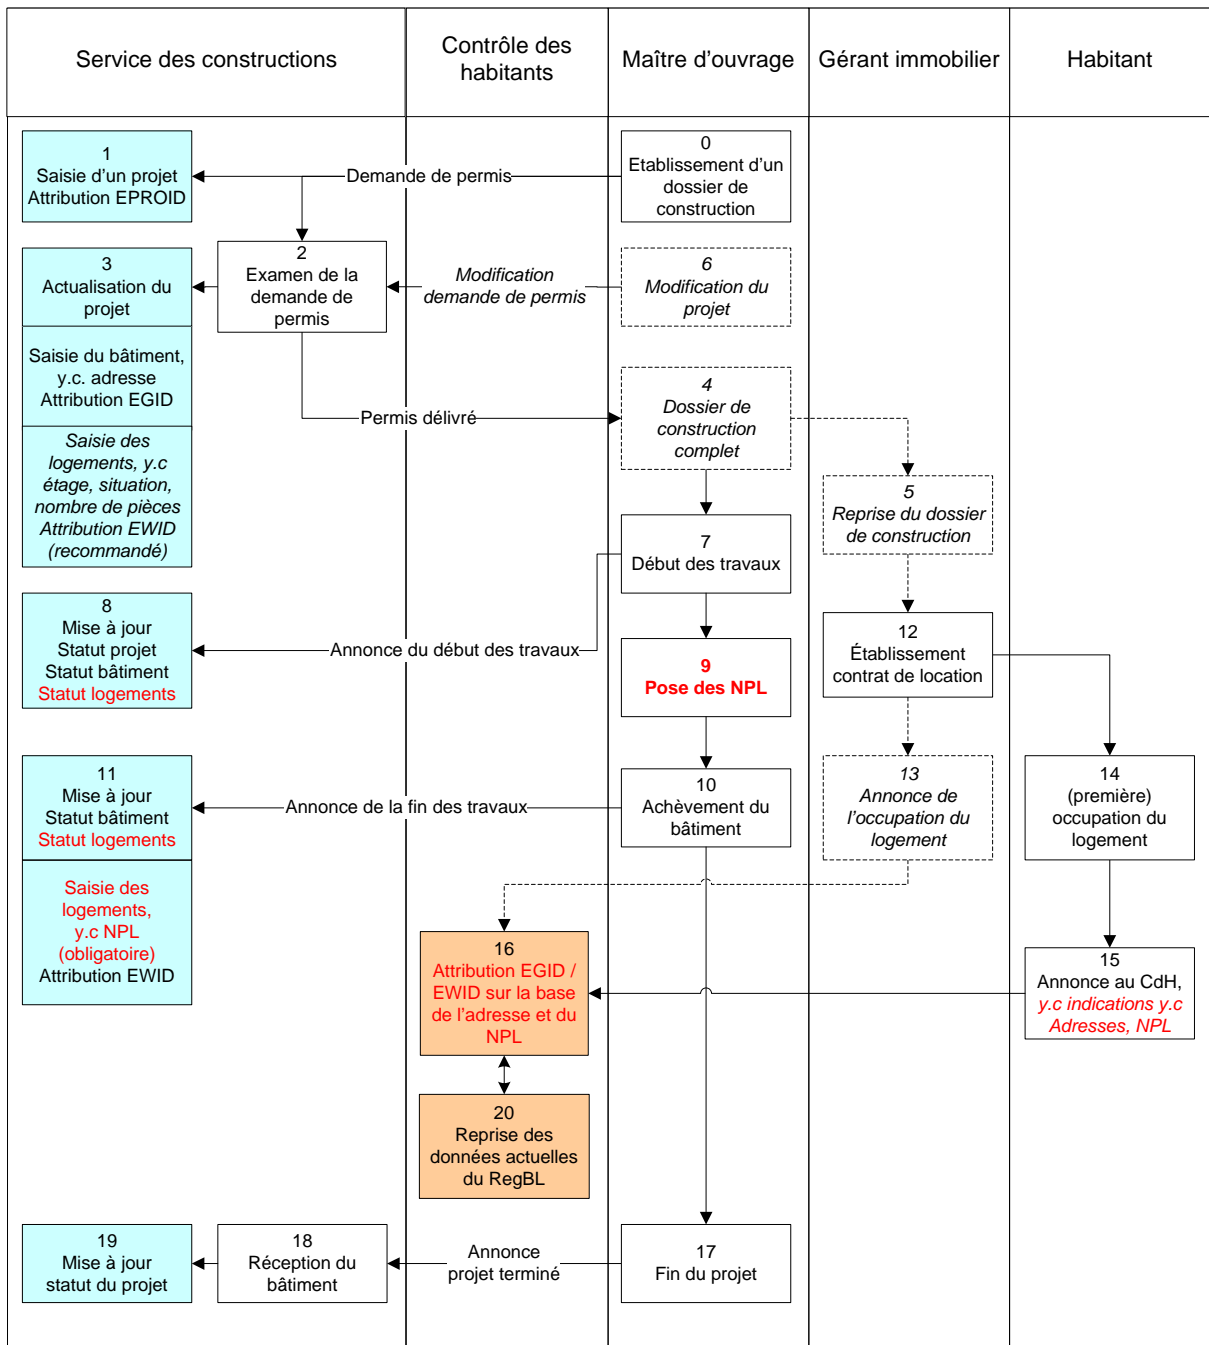 Service des constructions
Contrôle des
habitants
Maître d'ouvrage
Gérant immobilier
Habitant
1
Saisie d'un projet
Attribution EPROID
Demande de permis
0
Etablissement d'un
dossier de
construction
3
Actualisation du
projet
2
Examen de la
demande de
permis
Modification
demande de permis
6
Modification du
projet
Saisie du bâtiment,
y.c. adresse
Attribution EGID
Permis délivré
4
Dossier de
construction
complet
Saisie des
logements, y.c
étage, situation,
nombre de pièces
Attribution EWID
(recommandé)
5
Reprise du dossier
de construction
7
Début des travaux
8
Mise à jour
Statut projet
Statut bâtiment
Statut logements
Annonce du début des travaux
9
Pose des NPL
12
Établissement
contrat de location
11
Mise à jour
Statut bâtiment
Statut logements
Annonce de la fin des travaux
10
Achèvement du
bâtiment
13
Annonce de
l'occupation du
logement
14
(première)
occupation du
logement
Saisie des
logements,
y.c NPL
(obligatoire)
Attribution EWID
16
Attribution EGID /
EWID sur la base
de l'adresse et du
NPL
15
Annonce au CdH,
y.c indications y.c
Adresses, NPL
20
Reprise des
données actuelles
du RegBL
19
Mise à jour
statut du projet
18
Réception du
bâtiment
Annonce
projet terminé
17
Fin du projet